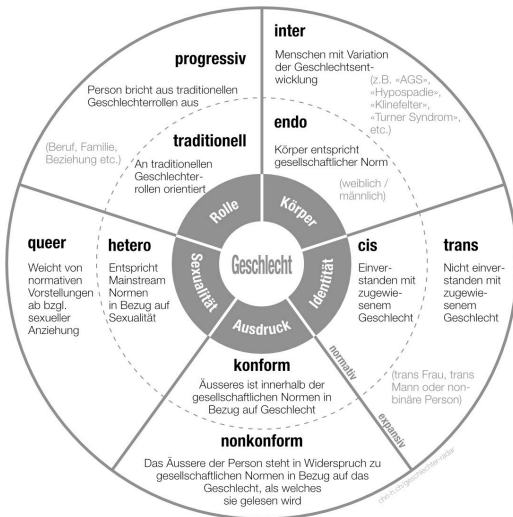 progressiv
Person bricht aus traditionellen
Geschlechterrollen aus
(Beruf, Familie,
Beziehung etc.)
traditionell
An traditionellen
Geschlechter-
rollen orientiert
inter
Menschen mit Variation
der Geschlechtsent-
wicklung
(z.B. «AGS»,
«Hypospadie»,
«Klinefelter»,
«Turner Syndrom»,
etc.)
endo
Körper entspricht
gesellschaftlicher Norm
(weiblich /
männlich)
Rolle
Körper
Sexualität
Geschlecht
Identität
Ausdruck
queer
Weicht von
normativen
Vorstellungen
ab bzgl.
sexueller
Anziehung
hetero
Entspricht
Mainstream
Normen
in Bezug auf
Sexualität
cis
Einver-
standen mit
zugewie-
senem
Geschlecht
trans
Nicht einver-
standen mit
zugewie-
senem
Geschlecht
(trans Frau, trans
Mann oder non-
binäre Person)
konform
Äusseres ist innerhalb der
gesellschaftlichen Normen in
Bezug auf Geschlecht
normativ
expansiv
nonkonform
Das Äussere der Person steht in Widerspruch zu
gesellschaftlichen Normen in Bezug auf das
Geschlecht, als welches
sie gelesen wird